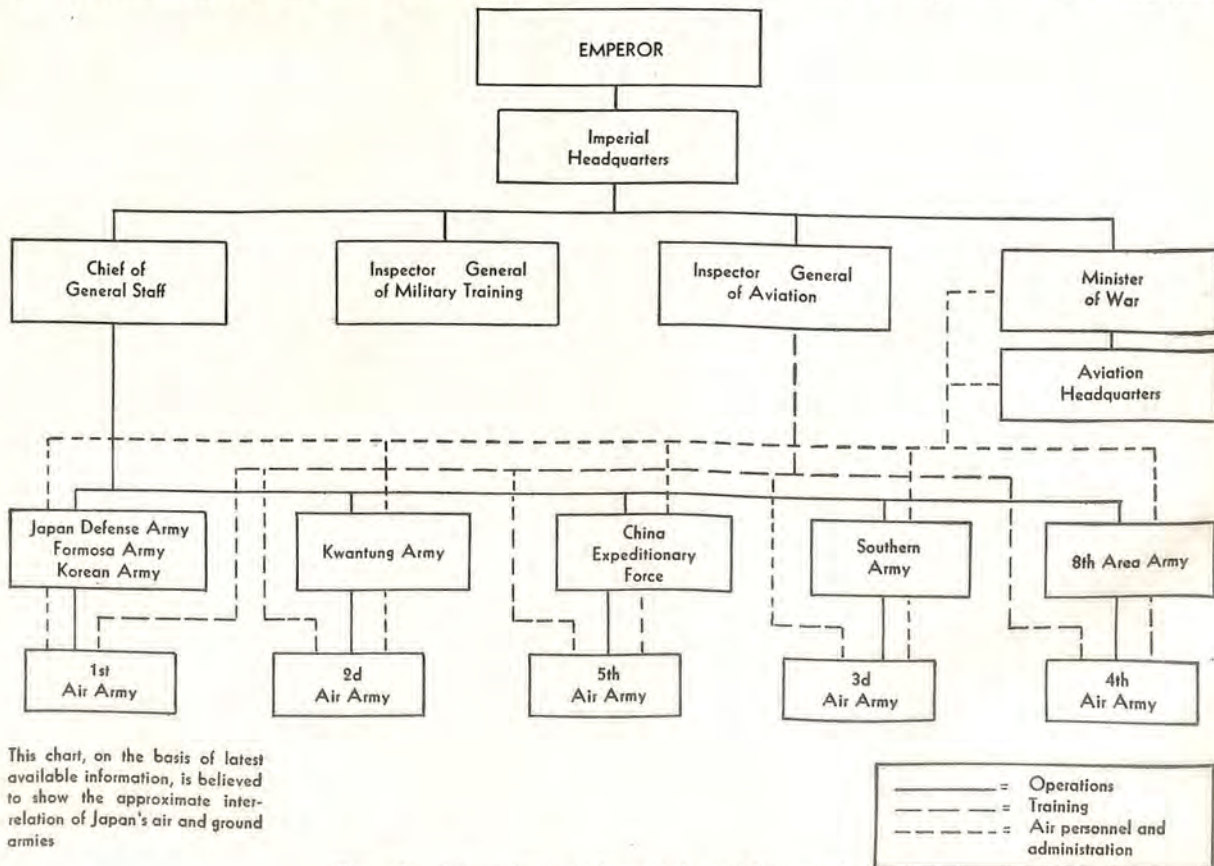 EMPEROR
Imperial
Headquarters
Chief of
General Staff
Inspector General
of Military Training
Inspector General
of Aviation
Minister
of War
Aviation
Headquarters
Japan Defense Army
Formosa Army
Korean Army
Kwantung Army
China
Expeditionary
Force
Southern
Army
8th Area Army
1st
Air Army
2d
Air Army
5th
Air Army
3d
Air Army
4th
Air Army
This chart, on the basis of latest
available information, is believed
to show the approximate inter-
relation of Japan's air and ground
armies
= Operations
= Training
= Air personnel and
administration